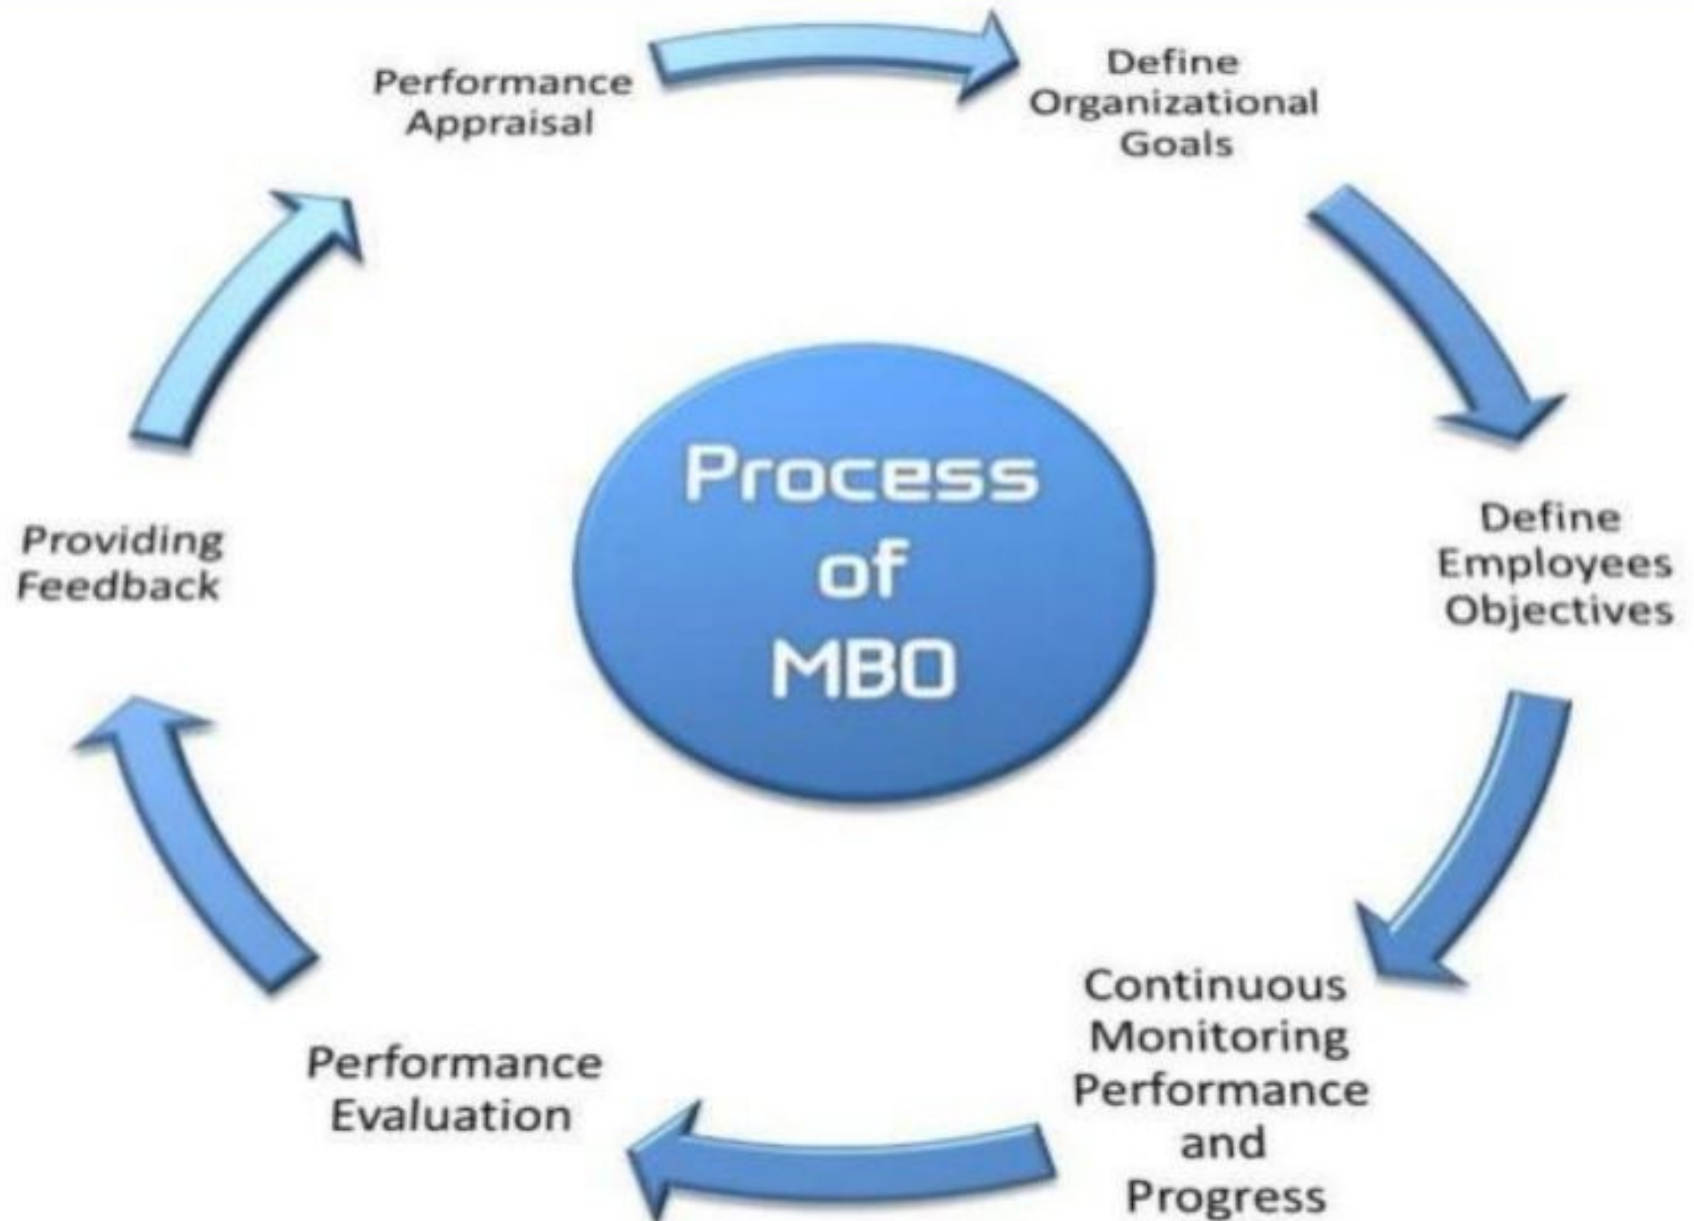 Performance
Appraisal
Define
Organizational
Goals
Define
Employees
Objectives
Continuous
Monitoring
Performance
and
Progress
Performance
Evaluation
Providing
Feedback
Process
of
MBO